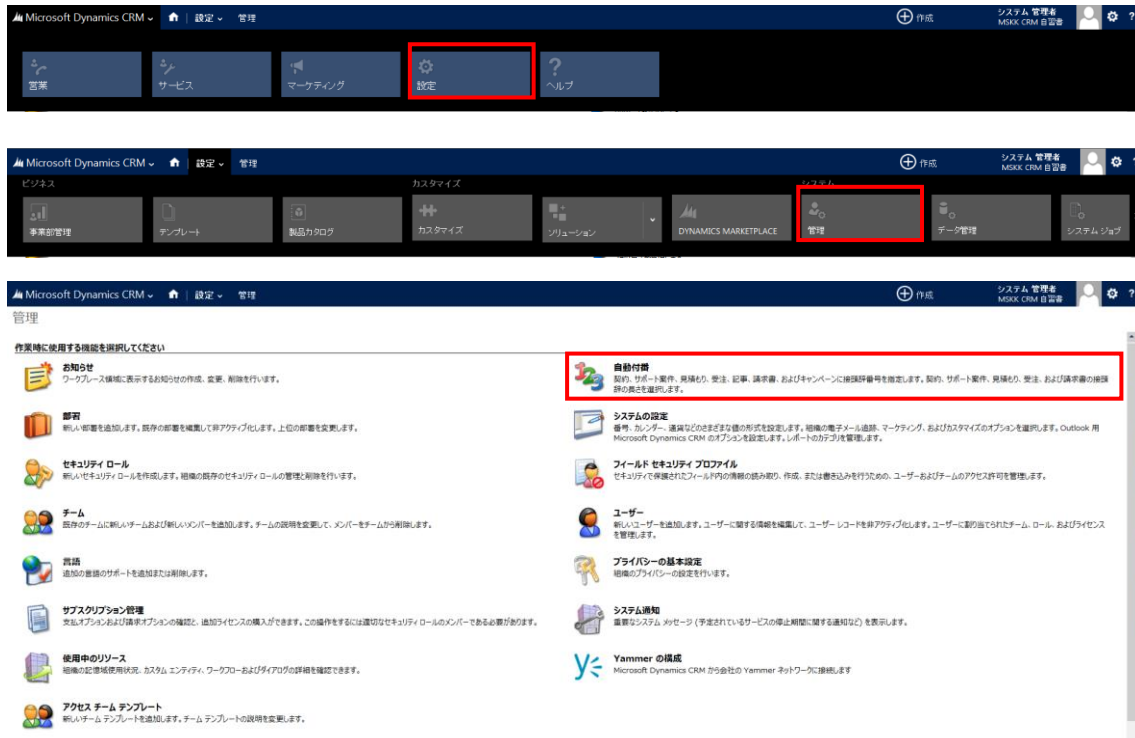 Microsoft Dynamics CRM 設定 管理 作成 システム 管理者
MSKK CRM 自習書 ?
営業 サービス マーケティング 設定 ヘルプ
Microsoft Dynamics CRM 設定 管理 作成 システム 管理者
MSKK CRM 自習書
ビジネス カスタマイズ システム
事業部管理 テンプレート 製品カタログ カスタマイズ ソリューション DYNAMICS MARKETPLACE 管理 データ管理 システム ジョブ
Microsoft Dynamics CRM 設定 管理 作成 システム 管理者
MSKK CRM 自習書 ?
管理
作業時に使用する機能を選択してください
お知らせ
ワークプレース領域に表示するお知らせの作成、変更、削除を行います。
自動付番
契約、サポート案件、見積もり、受注、記事、請求書、およびキャンペーンに接頭辞番号を指定します。契約、サポート案件、見積もり、受注、および請求書の接頭
辞の長さを選択します。
部署
新しい部署を追加します。既存の部署を編集して非アクティブ化します。上位の部署を変更します。
システムの設定
番号、カレンダー、通貨などのさまざまな値の形式を設定します。組織の電子メール追跡、マーケティング、およびカスタマイズのオプションを選択します。Outlook 用
Microsoft Dynamics CRM のオプションを設定します。レポートのカテゴリを管理します。
セキュリティ ロール
新しいセキュリティ ロールを作成します。組織の既存のセキュリティ ロールの管理と削除を行います。
フィールド セキュリティ プロファイル
セキュリティで保護されたフィールド内の情報の読み取り、作成、または書き込みを行うための、ユーザーおよびチームのアクセス許可を管理します。
チーム
既存のチームに新しいチームおよび新しいメンバーを追加します。チームの説明を変更して、メンバーをチームから削除します。
ユーザー
新しいユーザーを追加します。ユーザーに関する情報を編集して、ユーザー レコードを非アクティブ化します。ユーザーに割り当てられたチーム、ロール、およびライセンス
を管理します。
言語
追加の言語のサポートを追加または削除します。
プライバシーの基本設定
組織のプライバシーの設定を行います。
サブスクリプション管理
支払オプションおよび請求オプションの確認と、追加ライセンスの購入ができます。この操作をするには適切なセキュリティ ロールのメンバーである必要があります。
システム通知
重要なシステム メッセージ (予定されているサービスの停止期間に関する通知など) を表示します。
使用中のリソース
組織の記憶域使用状況、カスタム エンティティ、ワークフローおよびダイアログの詳細を確認できます。
Yammer の構成
Microsoft Dynamics CRM から会社の Yammer ネットワークに接続します
アクセス チーム テンプレート
新しいチーム テンプレートを追加します。チーム テンプレートの説明を変更します。